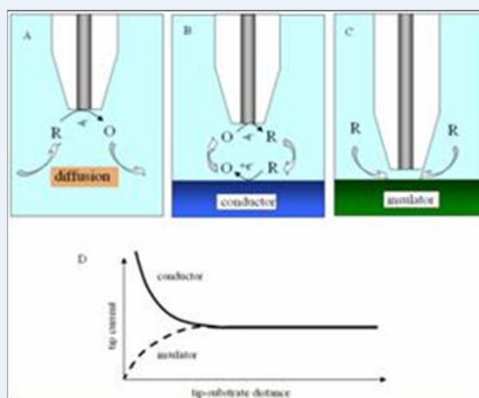 A
R O
diffusion
B
O R
O R
conductor
C
R R
insulator
D
tip current
conductor
insulator
tip-substrate distance